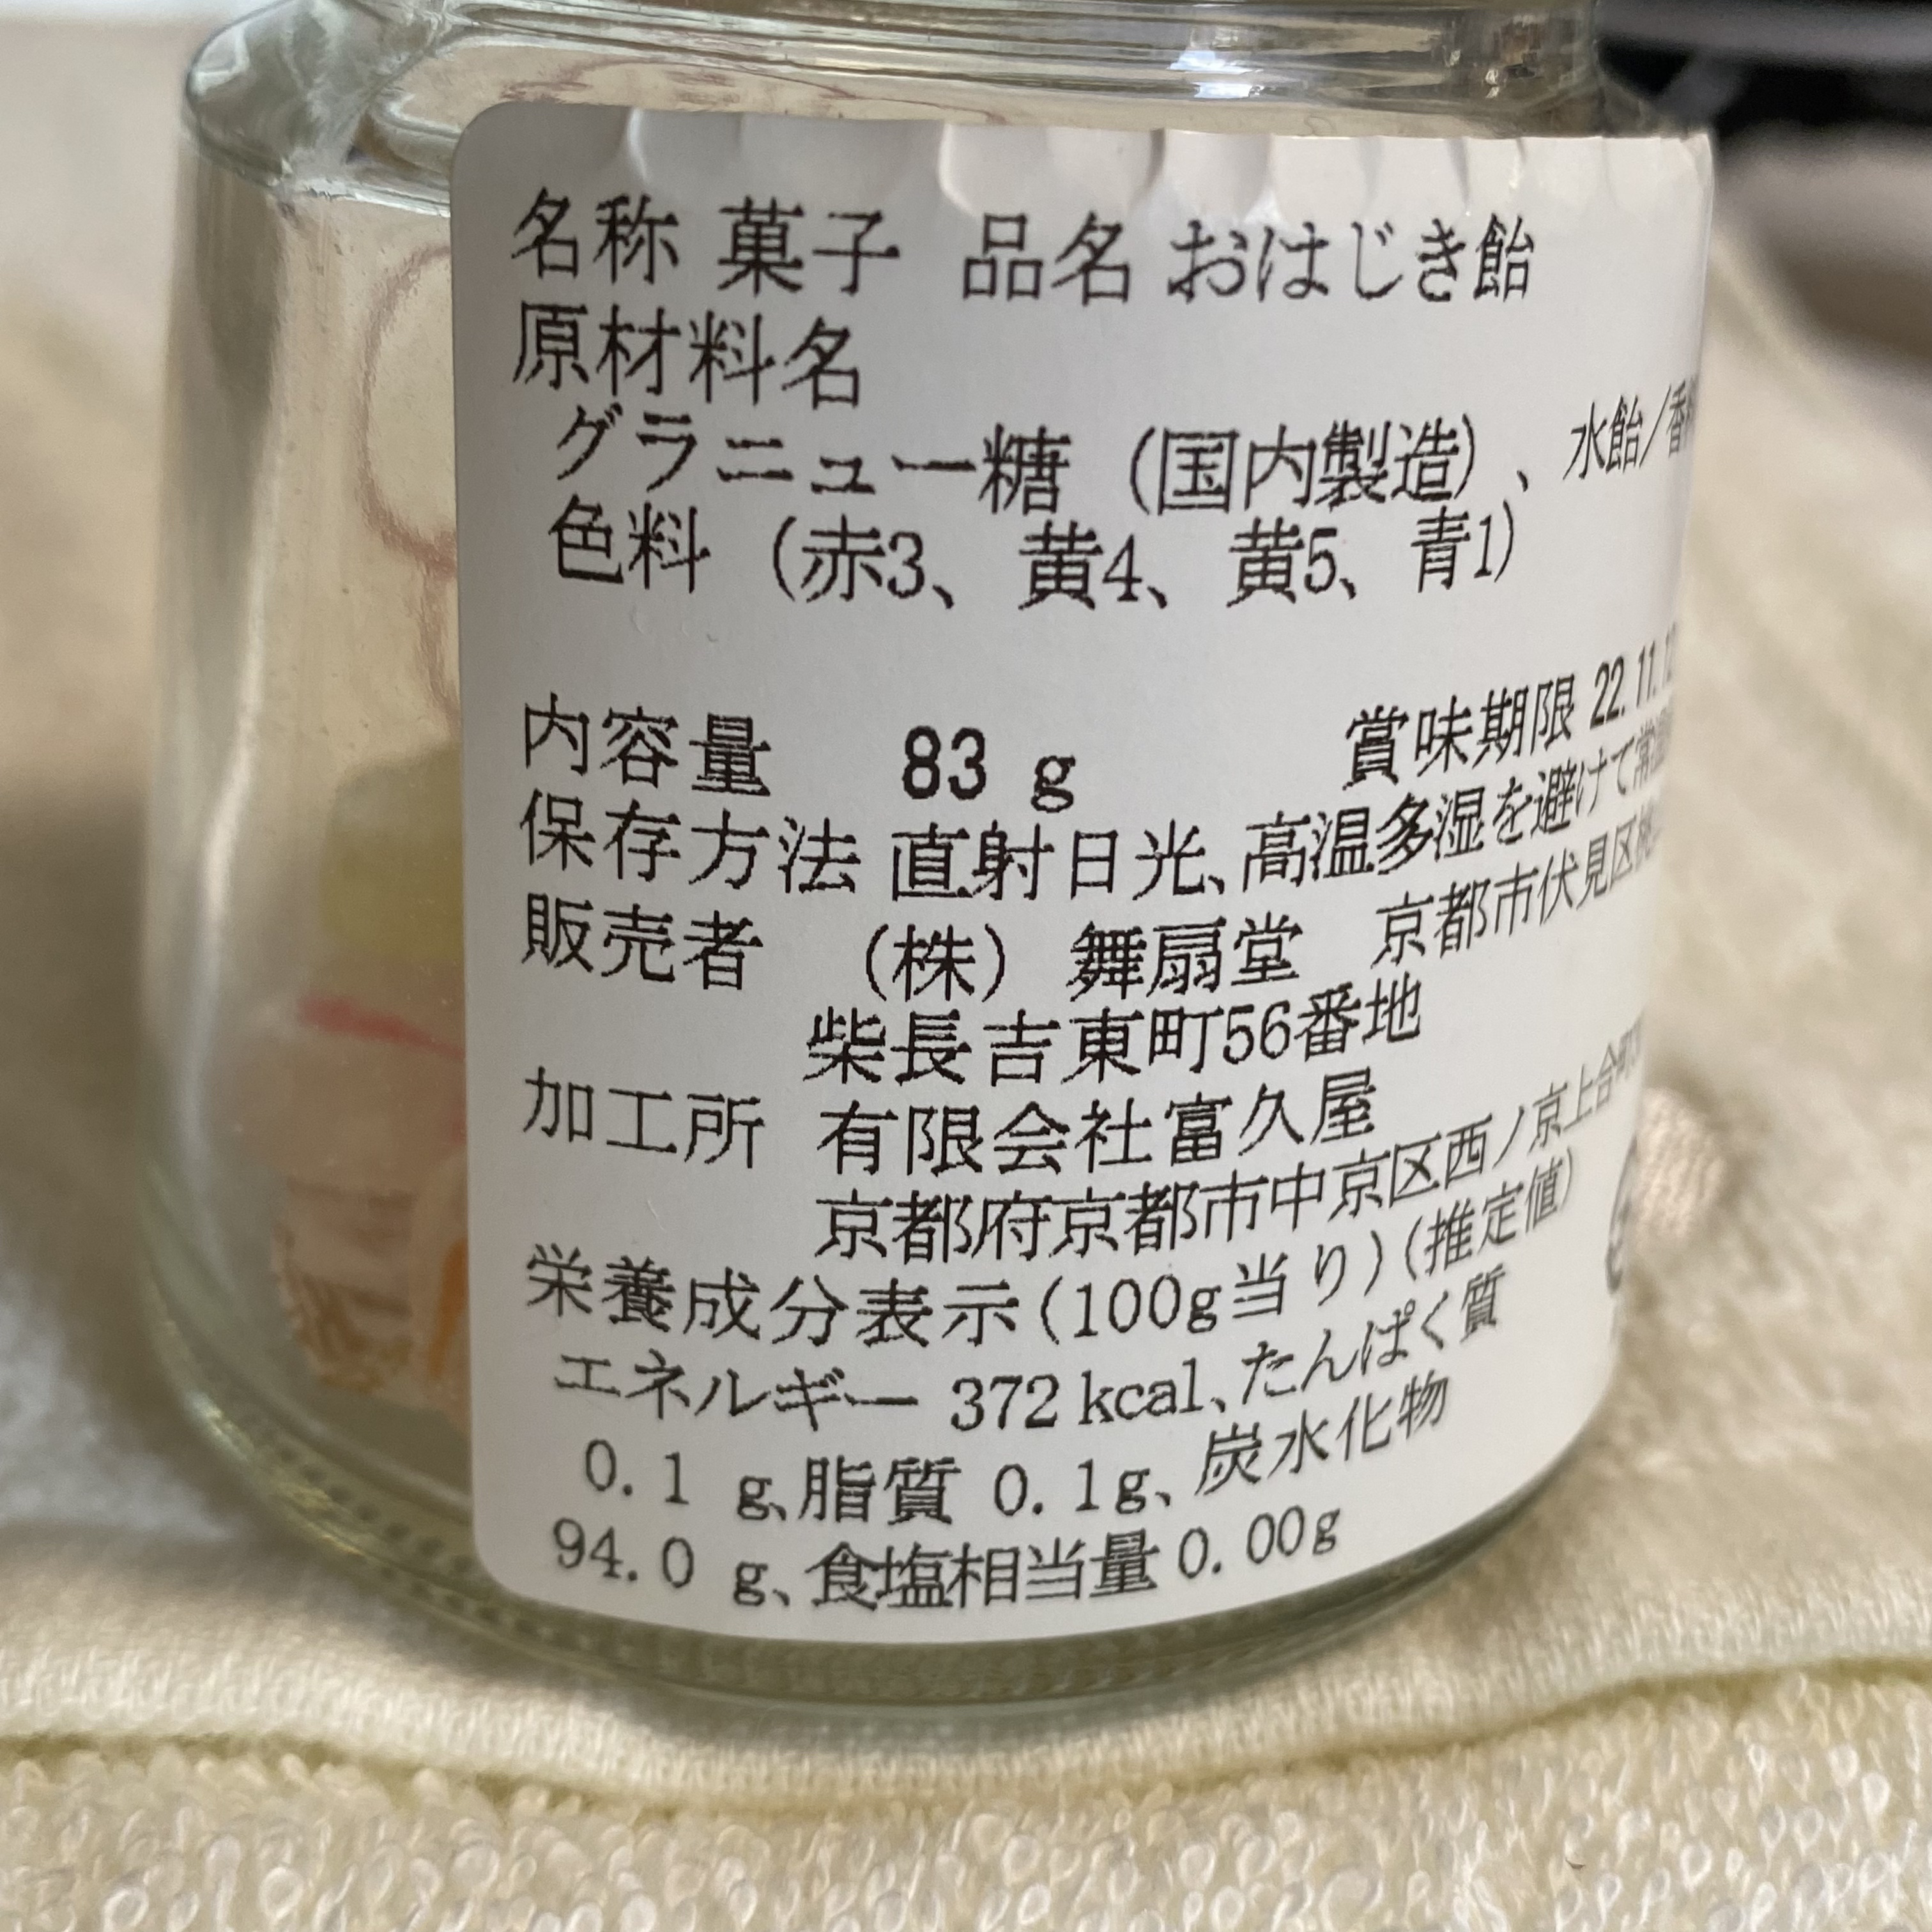 名称 菓子 品名 おはじき飴
原材料名
グラニュー糖 (国内製造)、水飴/香料
色料 (赤3、黄4、黄5、青1)
内容量 83 g 賞味期限 22.11.
保存方法 直射日光、高温多湿を避けて常温
販売者 (株) 舞扇堂 京都市伏見区桃
柴長吉東町56番地
加工所 有限会社富久屋
京都府京都市中京区西ノ京上合町
栄養成分表示(100g当り)(推定値)
エネルギー 372 kcal、たんぱく質
0.1 g、脂質 0.1g、炭水化物
94.0 g、食塩相当量 0.00g